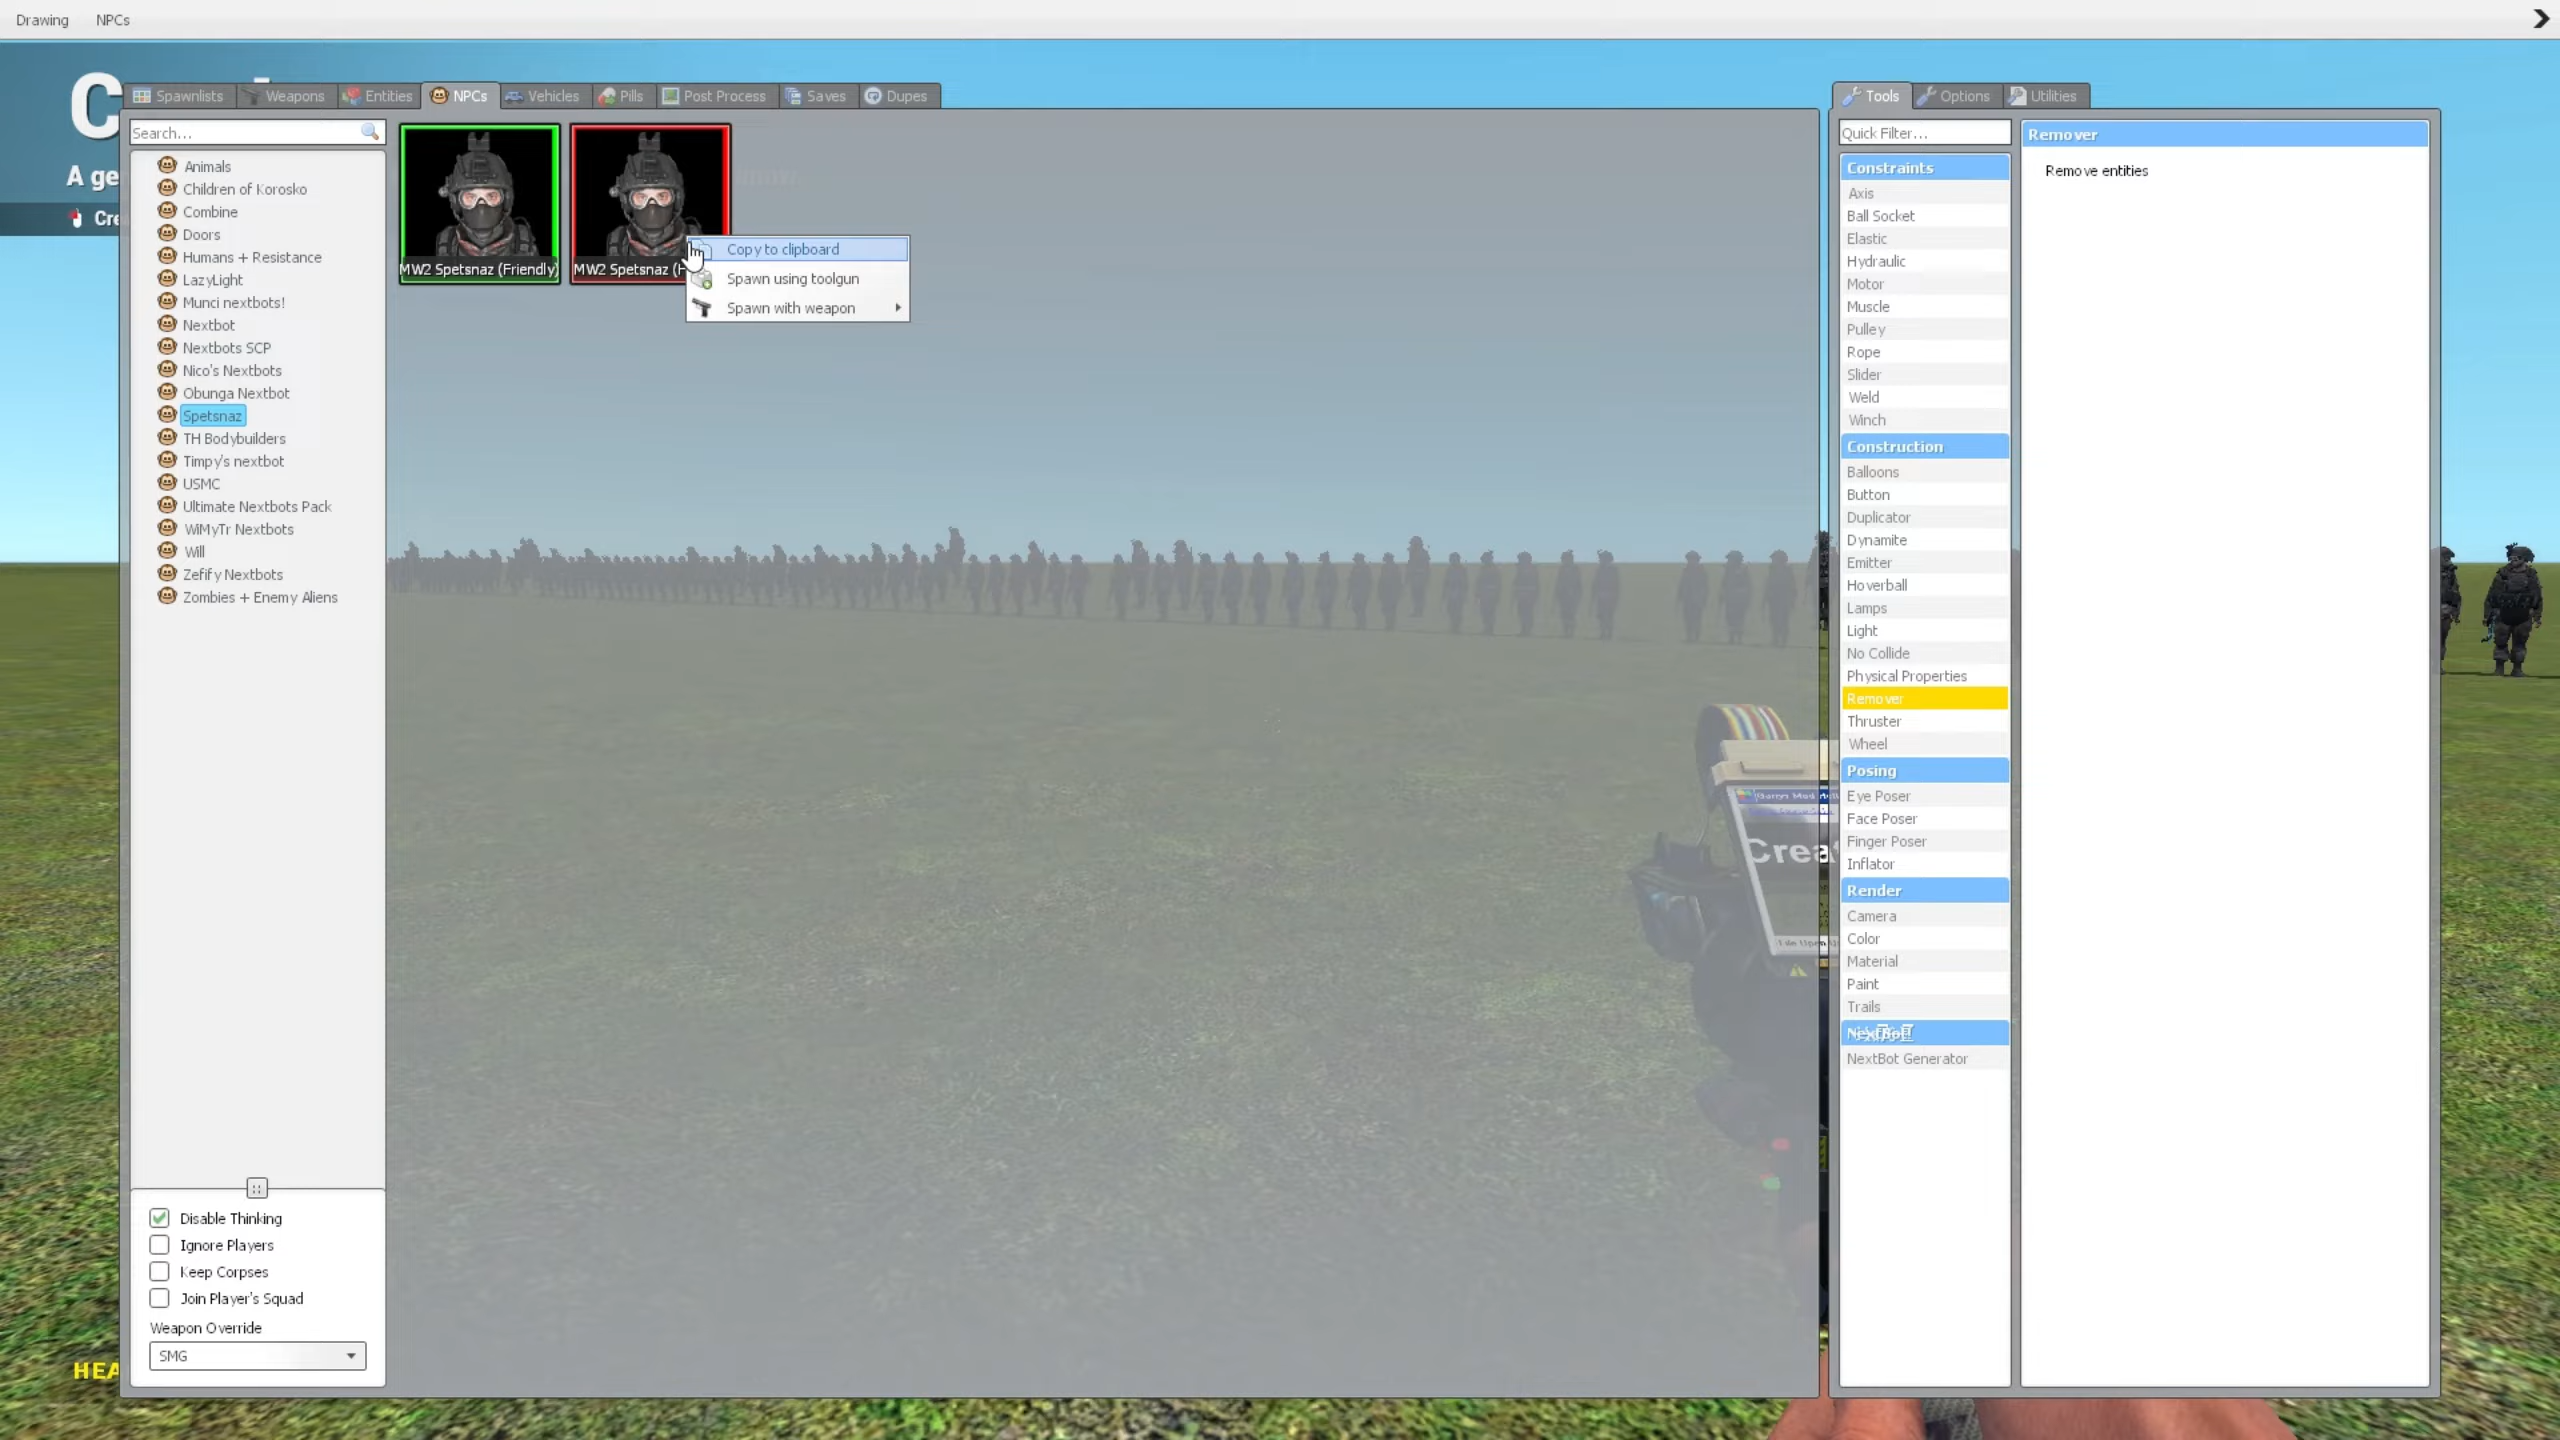 Drawing NPCs
C
A ge
Cre
Spawnlists Weapons Entities NPCs Vehicles Pills Post Process Saves Dupes
Search...
Animals
Children of Korosko
Combine
Doors
Humans + Resistance
LazyLight
Munci nextbots!
Nextbot
Nextbots SCP
Nico's Nextbots
Obunga Nextbot
Spetsnaz
TH Bodybuilders
Timpy's nextbot
USMC
Ultimate Nextbots Pack
WiMyTr Nextbots
Will
Zefify Nextbots
Zombies + Enemy Aliens
Disable Thinking
Ignore Players
Keep Corpses
Join Player's Squad
Weapon Override
SMG
HEA
MW2 Spetsnaz (Friendly)
MW2 Spetsnaz (H
Copy to clipboard
Spawn using toolgun
Spawn with weapon
Creat
Tools Options Utilities
Quick Filter...
Constraints
Axis
Ball Socket
Elastic
Hydraulic
Motor
Muscle
Pulley
Rope
Slider
Weld
Winch
Construction
Balloons
Button
Duplicator
Dynamite
Emitter
Hoverball
Lamps
Light
No Collide
Physical Properties
Remover
Thruster
Wheel
Posing
Eye Poser
Face Poser
Finger Poser
Inflator
Render
Camera
Color
Material
Paint
Trails
NextBot Generator
Remover
Remove entities